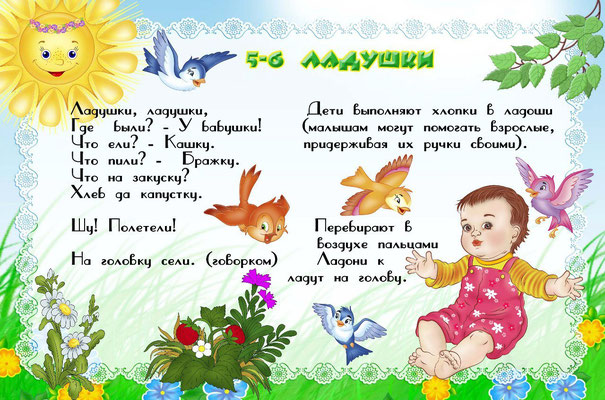 5-6 ЛАДУШКИ
Ладушки, ладушки,
Где были? - У бабушки!
Что ели? - Кашку.
Что пили? - Бражку.
Что на закуску?
Хлеб да капустку.
Шу! Полетели!
На головку сели. (говорком)
Дети выполняют хлопки в ладоши
(малышам могут помогать взрослые,
придерживая их ручки своими).
Перебирают в
воздухе пальцами
Ладони к
ладут на голову.